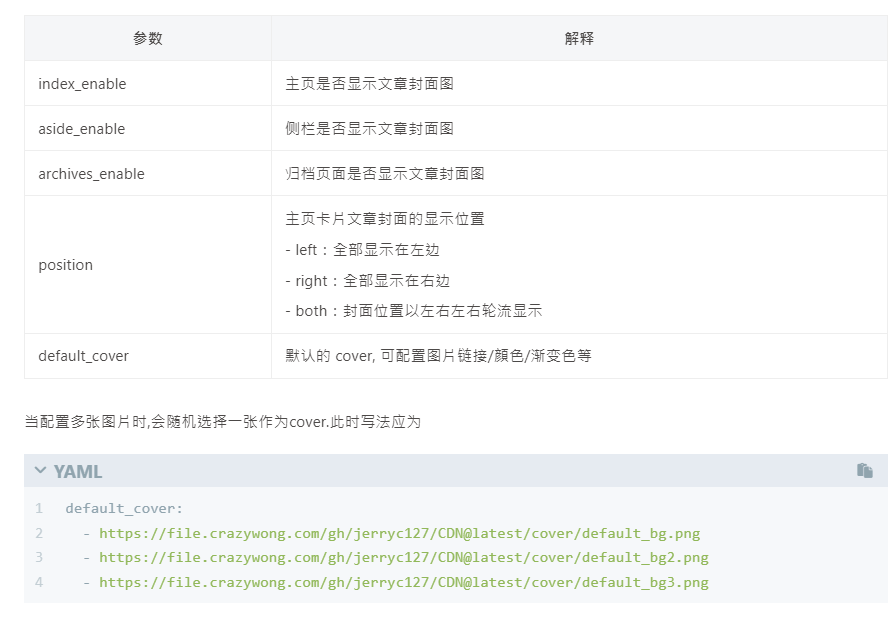 参数 解释
index_enable 主页是否显示文章封面图
aside_enable 侧栏是否显示文章封面图
archives_enable 归档页面是否显示文章封面图
position
主页卡片文章封面的显示位置
- left：全部显示在左边
- right：全部显示在右边
- both：封面位置以左右左右轮流显示
default_cover 默认的 cover, 可配置图片链接/顏色/渐变色等
当配置多张图片时,会随机选择一张作为cover.此时写法应为
YAML
1 default_cover:
2 - https://file.crazywong.com/gh/jerryc127/CDN@latest/cover/default_bg.png
3 - https://file.crazywong.com/gh/jerryc127/CDN@latest/cover/default_bg2.png
4 - https://file.crazywong.com/gh/jerryc127/CDN@latest/cover/default_bg3.png